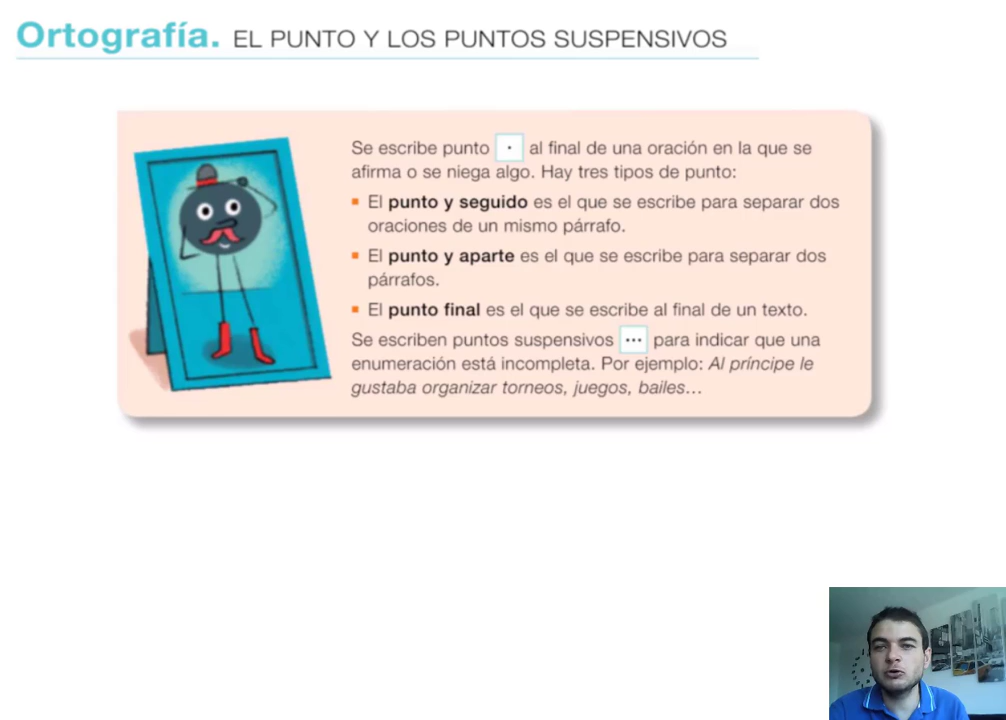 Ortografía. EL PUNTO Y LOS PUNTOS SUSPENSIVOS
Se escribe punto . al final de una oración en la que se
afirma o se niega algo. Hay tres tipos de punto:
▪ El punto y seguido es el que se escribe para separar dos
oraciones de un mismo párrafo.
▪ El punto y aparte es el que se escribe para separar dos
párrafos.
▪ El punto final es el que se escribe al final de un texto.
Se escriben puntos suspensivos ... para indicar que una
enumeración está incompleta. Por ejemplo: Al príncipe le
gustaba organizar torneos, juegos, bailes…